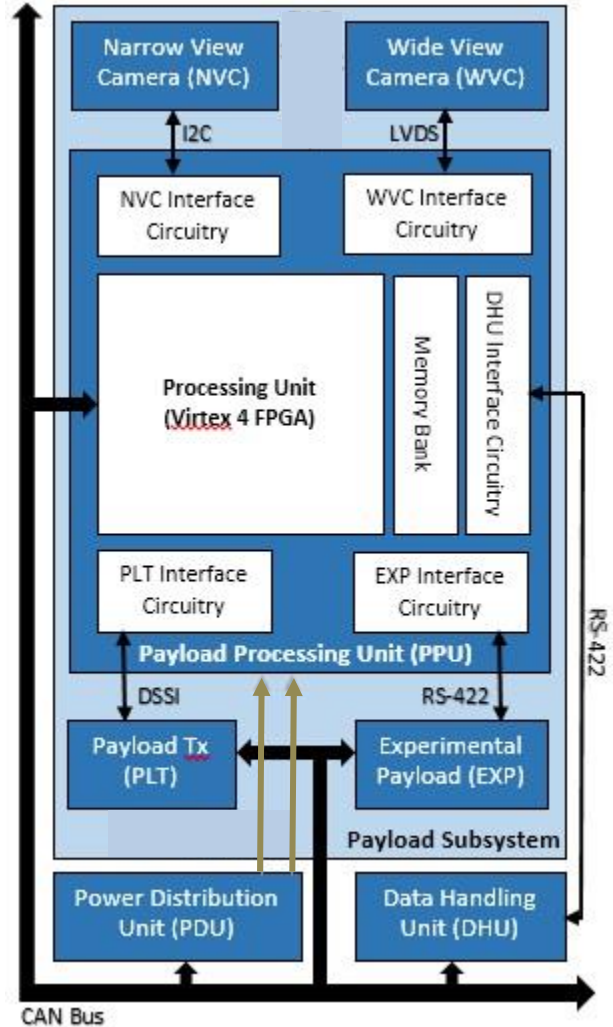 Narrow View
Camera (NVC)
Wide View
Camera (WVC)
I2C
LVDS
NVC Interface
Circuitry
WVC Interface
Circuitry
Processing Unit
(Virtex 4 FPGA)
Memory Bank
DHU Interface Circuitry
PLT Interface
Circuitry
EXP Interface
Circuitry
RS-422
Payload Processing Unit (PPU)
DSSI
RS-422
Payload Tx
(PLT)
Experimental
Payload (EXP)
Payload Subsystem
Power Distribution
Unit (PDU)
Data Handling
Unit (DHU)
CAN Bus